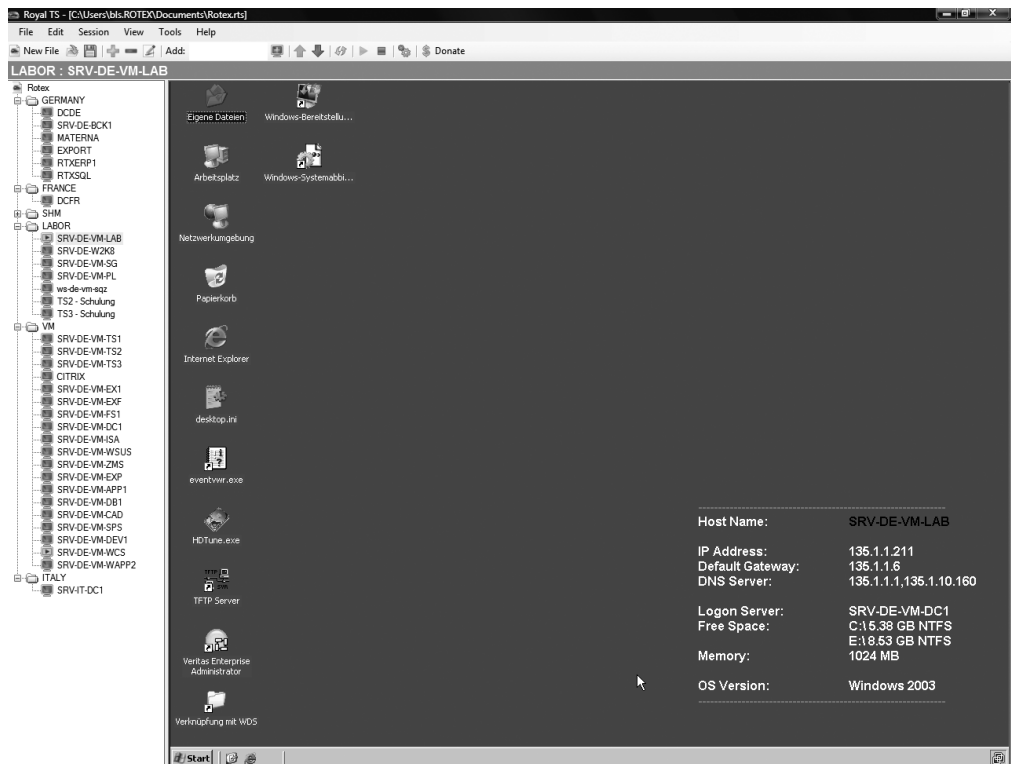 Royal TS - [C:\Users\bls.ROTEX\Documents\Rotex.rts]
File Edit Session View Tools Help
New File Add: Donate
LABOR : SRV-DE-VM-LAB
Rotex
GERMANY
DCDE
SRV-DE-BCK1
MATERNA
EXPORT
RTXERP1
RTXSQL
FRANCE
DCFR
SHM
LABOR
SRV-DE-VM-LAB
SRV-DE-W2K8
SRV-DE-VM-SG
SRV-DE-VM-PL
ws-de-vm-sqz
TS2 - Schulung
TS3 - Schulung
VM
SRV-DE-VM-TS1
SRV-DE-VM-TS2
SRV-DE-VM-TS3
CITRIX
SRV-DE-VM-EX1
SRV-DE-VM-EXF
SRV-DE-VM-FS1
SRV-DE-VM-DC1
SRV-DE-VM-ISA
SRV-DE-VM-WSUS
SRV-DE-VM-ZMS
SRV-DE-VM-EXP
SRV-DE-VM-APP1
SRV-DE-VM-DB1
SRV-DE-VM-CAD
SRV-DE-VM-SPS
SRV-DE-VM-DEV1
SRV-DE-VM-WCS
SRV-DE-VM-WAPP2
ITALY
SRV-IT-DC1
Eigene Dateien
Windows-Bereitstellu...
Arbeitsplatz
Windows-Systemabbi...
Netzwerkumgebung
Papierkorb
Internet Explorer
desktop.ini
eventvwr.exe
HDTune.exe
TFTP Server
Veritas Enterprise
Administrator
Verknüpfung mit WDS
Host Name: SRV-DE-VM-LAB
IP Address: 135.1.1.211
Default Gateway: 135.1.1.6
DNS Server: 135.1.1.1,135.1.10.160
Logon Server: SRV-DE-VM-DC1
Free Space: C:\ 5.38 GB NTFS
E:\ 8.53 GB NTFS
Memory: 1024 MB
OS Version: Windows 2003
Start